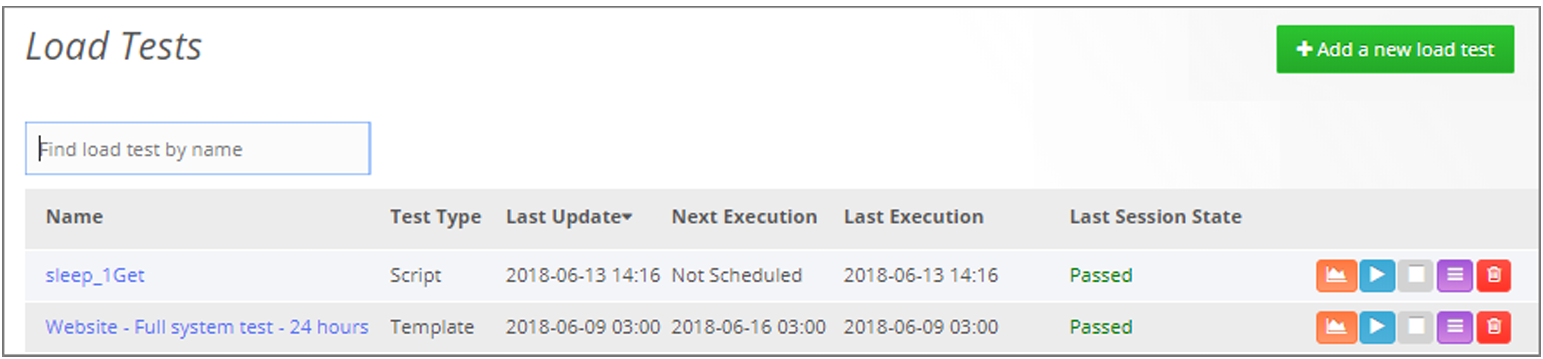 Load Tests
Add a new load test
Find load test by name
Name Test Type Last Update Next Execution Last Execution Last Session State
sleep_1Get Script 2018-06-13 14:16 Not Scheduled 2018-06-13 14:16 Passed
Website - Full system test - 24 hours Template 2018-06-09 03:00 2018-06-16 03:00 2018-06-09 03:00 Passed